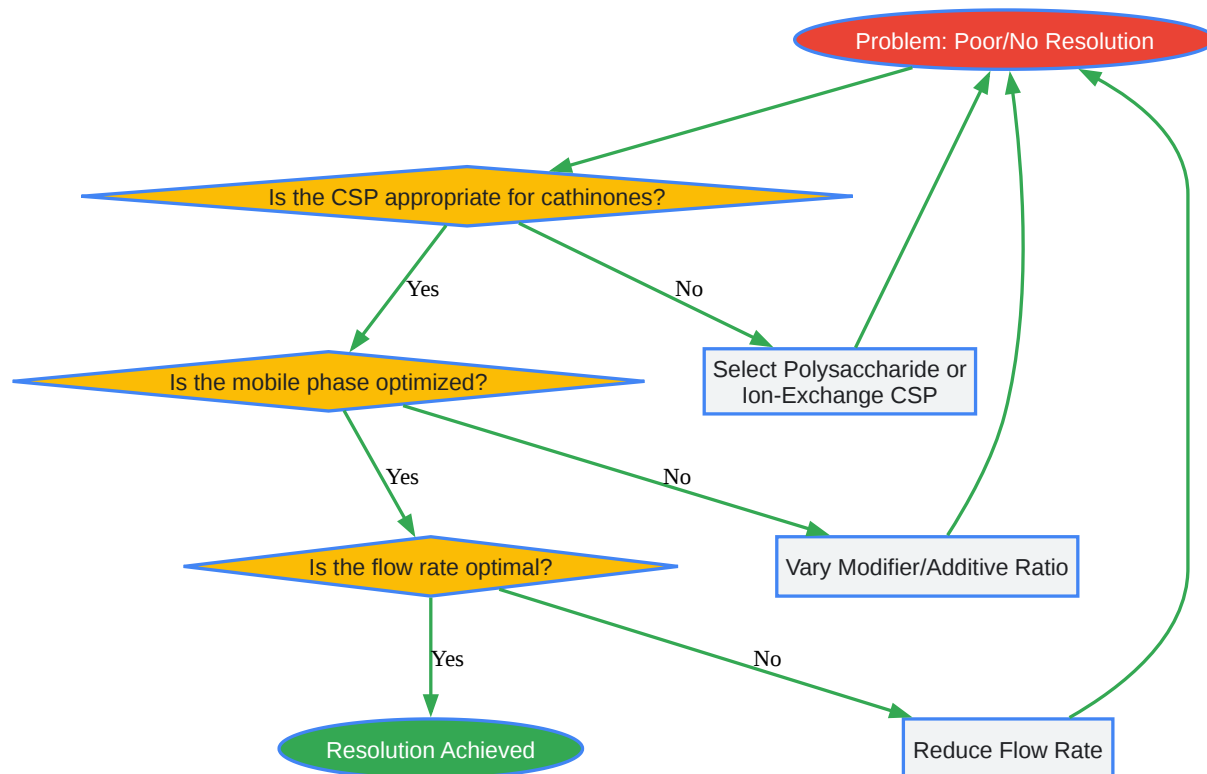 Problem: Poor/No Resolution
Is the CSP appropriate for cathinones?
Yes
No
Select Polysaccharide or
Ion-Exchange CSP
Is the mobile phase optimized?
Yes
No
Vary Modifier/Additive Ratio
Is the flow rate optimal?
Yes
No
Resolution Achieved
Reduce Flow Rate